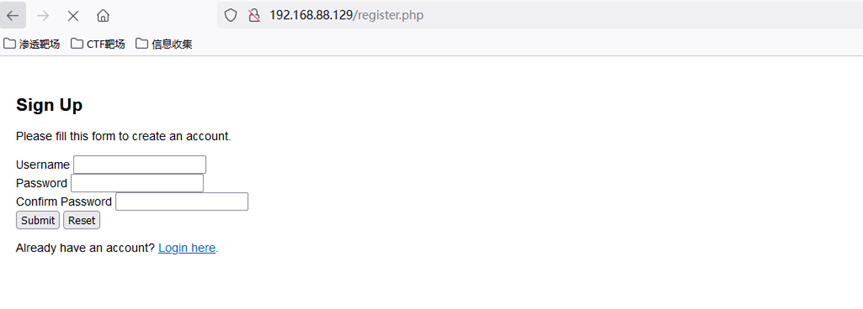 192.168.88.129/register.php
渗透靶场 CTF靶场 信息收集
Sign Up
Please fill this form to create an account.
Username
Password
Confirm Password
Submit Reset
Already have an account? Login here.